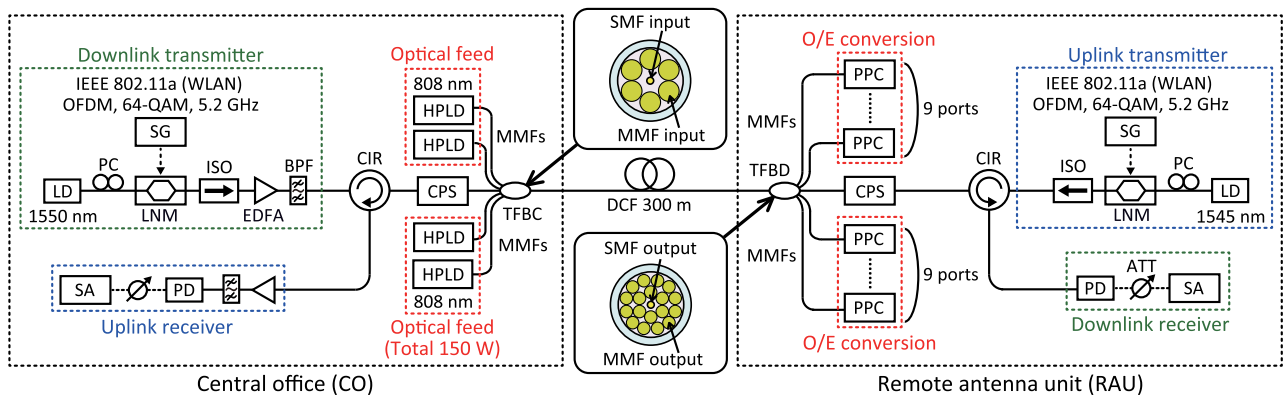 Downlink transmitter
IEEE 802.11a (WLAN)
OFDM, 64-QAM, 5.2 GHz
SG
PC
ISO
BPF
LD
1550 nm
LNM
EDFA
CIR
Uplink receiver
SA
PD
Optical feed
808 nm
HPLD
HPLD
MMFs
CPS
TFBC
MMFs
HPLD
HPLD
808 nm
Optical feed
(Total 150 W)
Central office (CO)
SMF input
MMF input
DCF 300 m
SMF output
MMF output
O/E conversion
PPC
PPC
9 ports
MMFs
TFBD
CPS
MMFs
PPC
PPC
9 ports
O/E conversion
CIR
Uplink transmitter
IEEE 802.11a (WLAN)
OFDM, 64-QAM, 5.2 GHz
SG
ISO
PC
LNM
LD
1545 nm
PD
ATT
SA
Downlink receiver
Remote antenna unit (RAU)